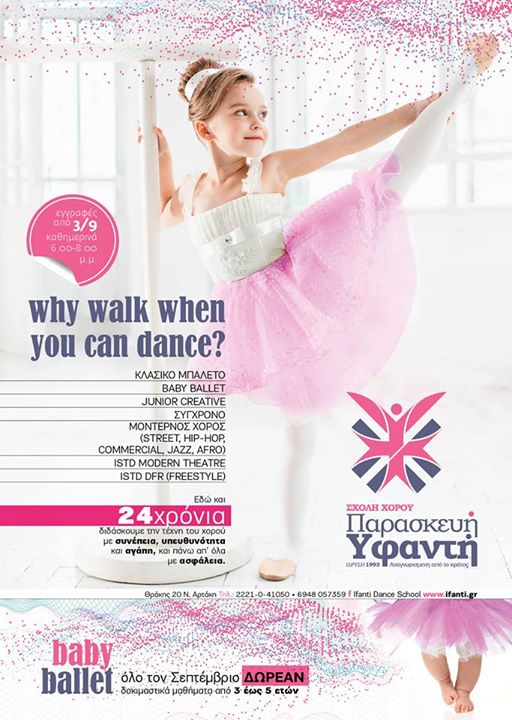 εγγραφές
από 3/9
καθημερινά
6.00-8.00
μ.μ.
why walk when
you can dance?
ΚΛΑΣΙΚΟ ΜΠΑΛΕΤΟ
BABY BALLET
JUNIOR CREATIVE
ΣΥΓΧΡΟΝΟ
ΜΟΝΤΕΡΝΟΣ ΧΟΡΟΣ
(STREET, HIP-HOP,
COMMERCIAL, JAZZ, AFRO)
ISTD MODERN THEATRE
ISTD DFR (FREESTYLE)
Εδώ και
24χρόνια
διδάσκουμε την τέχνη του χορού
με συνέπεια, υπευθυνότητα
και αγάπη, και πάνω απ' όλα
με ασφάλεια.
ΣΧΟΛΗ ΧΟΡΟΥ
Παρασκευή
Υφαντή
ΙΔΡΥΣΗ 1993 Αναγνωρισμένη από το κράτος
Θράκης 20 Ν. Αρτάκη Τηλ.: 2221-0-41050 • 6948 057359 f Ifanti Dance School www.ifanti.gr
baby
ballet
όλο τον Σεπτέμβριο ΔΩΡΕΑΝ
δοκιμαστικά μαθήματα από 3 έως 5 ετών